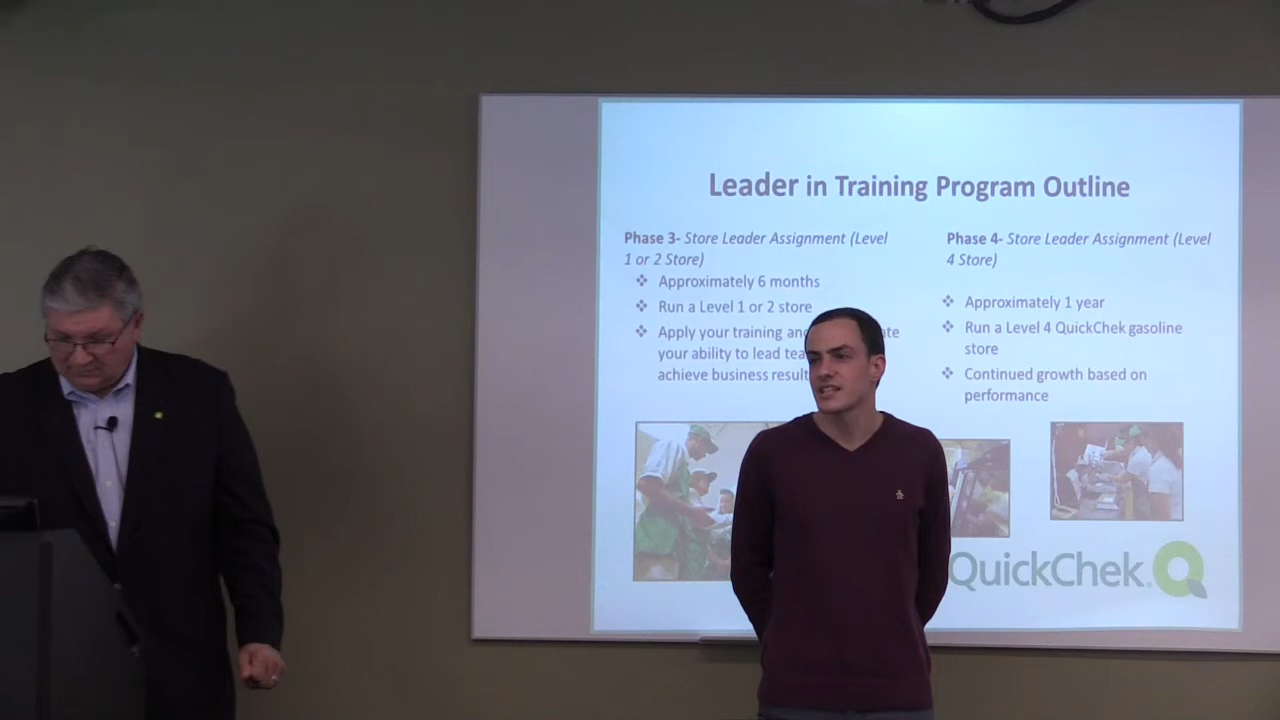 Leader in Training Program Outline
Phase 3- Store Leader Assignment (Level
1 or 2 Store)
❖ Approximately 6 months
❖ Run a Level 1 or 2 store
❖ Apply your training and
your ability to lead
achieve business
Phase 4- Store Leader Assignment (Level
4 Store)
❖ Approximately 1 year
❖ Run a Level 4 QuickChek gasoline
store
❖ Continued growth based on
performance
QuickChek